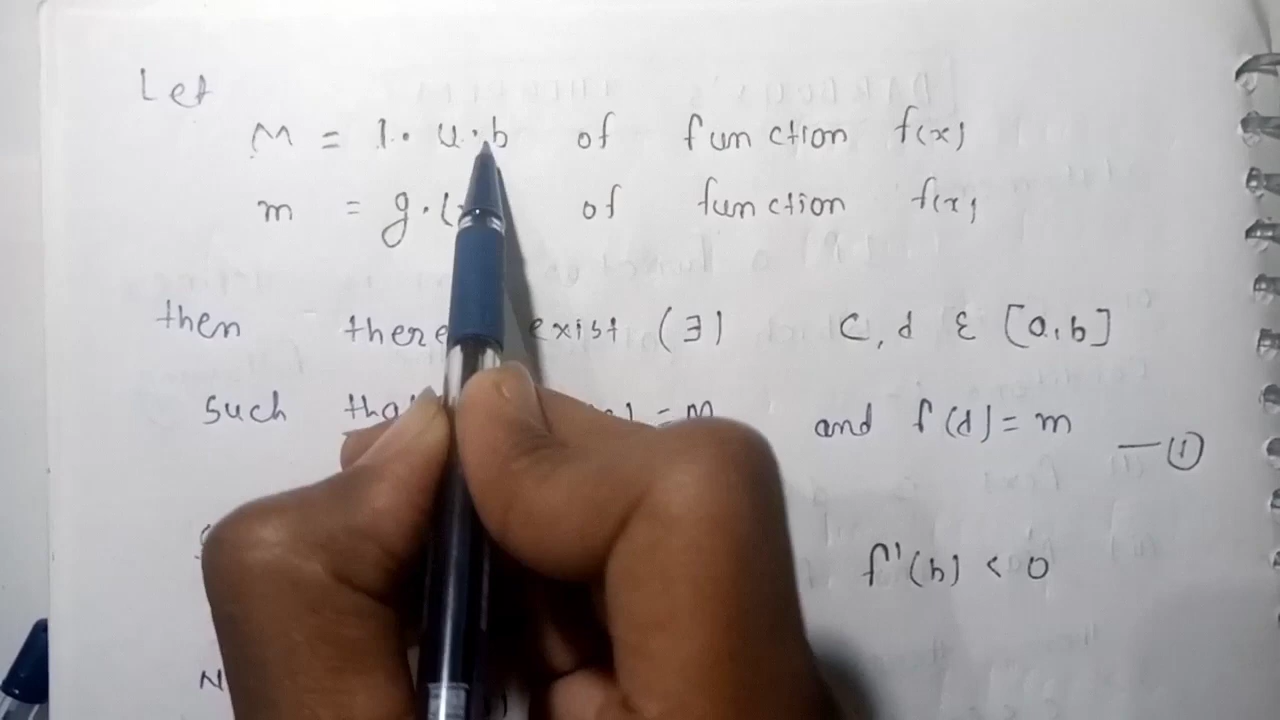 Let
M = l. u. b of function f(x)
m = g. l of function f(x)
then there exist (∃) c, d ε [a, b]
such that = M and f(d) = m — ①
f'(b) < 0
N